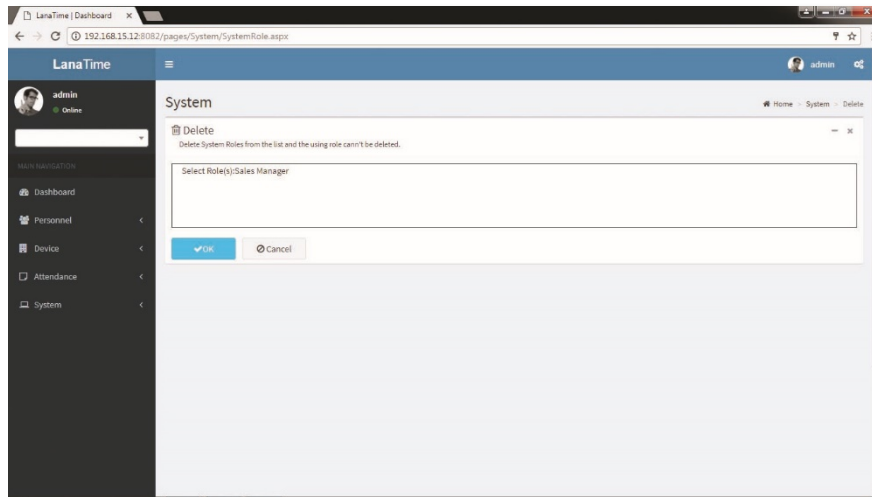 LanaTime | Dashboard
192.168.15.12:8082/pages/System/SystemRole.aspx
LanaTime
admin
admin
Online
System
Home > System > Delete
Delete
Delete System Roles from the list and the using role cann't be deleted.
MAIN NAVIGATION
Select Role(s):Sales Manager
Dashboard
Personnel
Device
OK
Cancel
Attendance
System